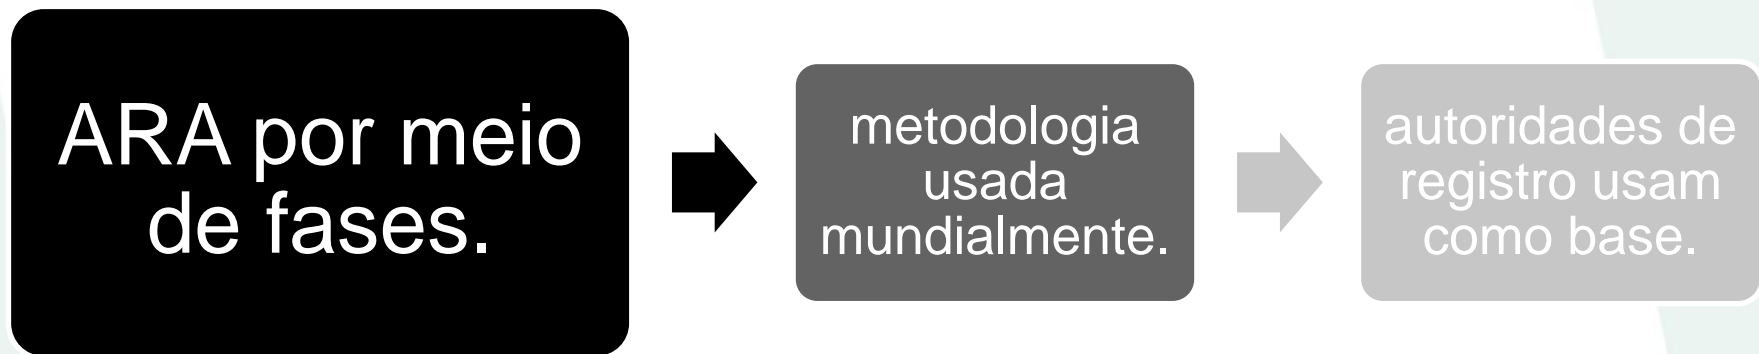 ARA por meio
de fases.
metodologia
usada
mundialmente.
autoridades de
registro usam
como base.